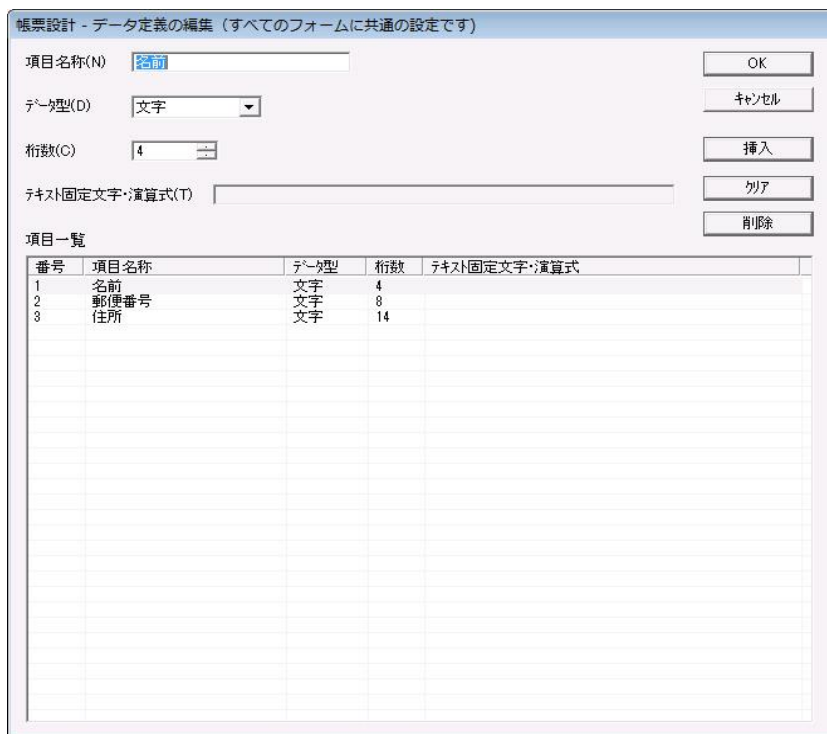 帳票設計 - データ定義の編集（すべてのフォームに共通の設定です）
項目名称(N) 名前 OK
ﾃﾞｰﾀ型(D) 文字 ｷｬﾝｾﾙ
桁数(C) 4 挿入
ﾃｷｽﾄ固定文字・演算式(T) ｸﾘｱ
削除
項目一覧
番号 項目名称 ﾃﾞｰﾀ型 桁数 ﾃｷｽﾄ固定文字・演算式
1 名前 文字 4
2 郵便番号 文字 8
3 住所 文字 14